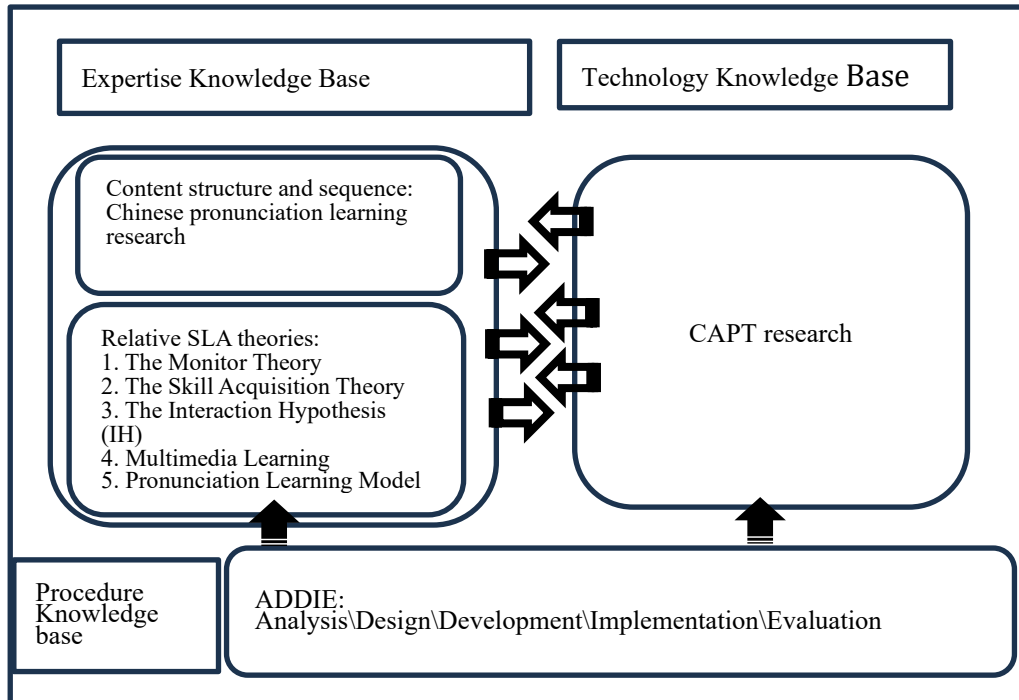 Expertise Knowledge Base
Technology Knowledge Base
Content structure and sequence:
Chinese pronunciation learning
research
Relative SLA theories:
1. The Monitor Theory
2. The Skill Acquisition Theory
3. The Interaction Hypothesis
(IH)
4. Multimedia Learning
5. Pronunciation Learning Model
CAPT research
Procedure
Knowledge
base
ADDIE:
Analysis\Design\Development\Implementation\Evaluation